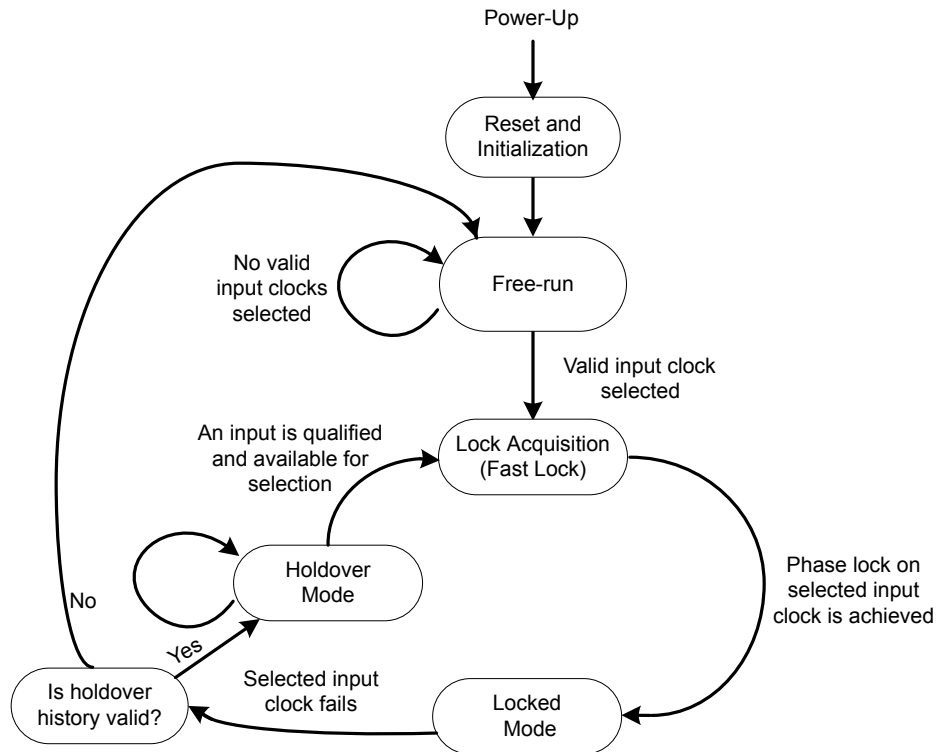 Power-Up
Reset and
Initialization
No valid
input clocks
selected
Free-run
Valid input clock
selected
An input is qualified
and available for
selection
Lock Acquisition
(Fast Lock)
Holdover
Mode
Phase lock on
selected input
clock is achieved
No
Yes
Is holdover
history valid?
Selected input
clock fails
Locked
Mode